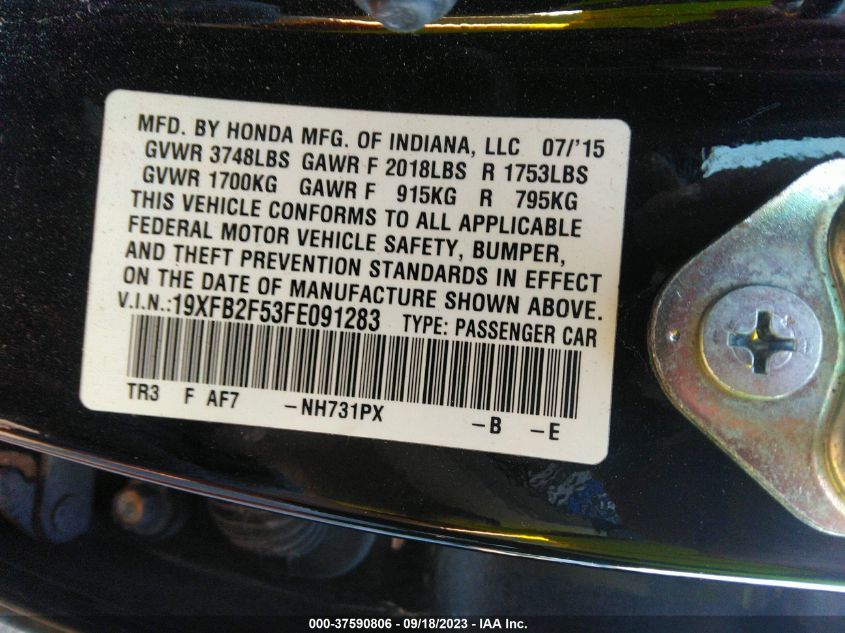 MFD. BY HONDA MFG. OF INDIANA, LLC 07/'15
GVWR 3748LBS GAWR F 2018LBS R 1753LBS
GVWR 1700KG GAWR F 915KG R 795KG
THIS VEHICLE CONFORMS TO ALL APPLICABLE
FEDERAL MOTOR VEHICLE SAFETY, BUMPER,
AND THEFT PREVENTION STANDARDS IN EFFECT
ON THE DATE OF MANUFACTURE SHOWN ABOVE.
V.I.N.:19XFB2F53FE091283 TYPE: PASSENGER CAR
TR3 F AF7 -NH731PX -B -E
000-37590806 - 09/18/2023 - IAA Inc.